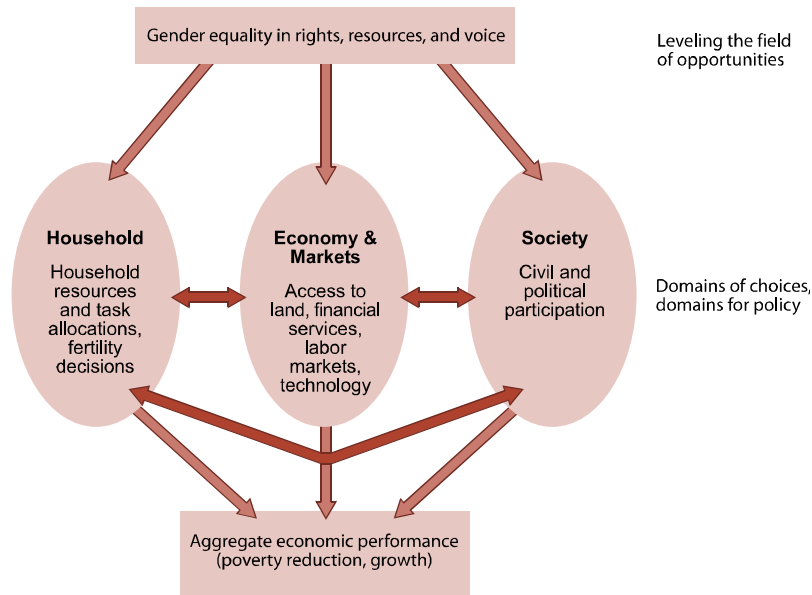 Gender equality in rights, resources, and voice
Leveling the field
of opportunities
Household
Household
resources
and task
allocations,
fertility
decisions
Economy &
Markets
Access to
land, financial
services,
labor
markets,
technology
Society
Civil and
political
participation
Domains of choices,
domains for policy
Aggregate economic performance
(poverty reduction, growth)